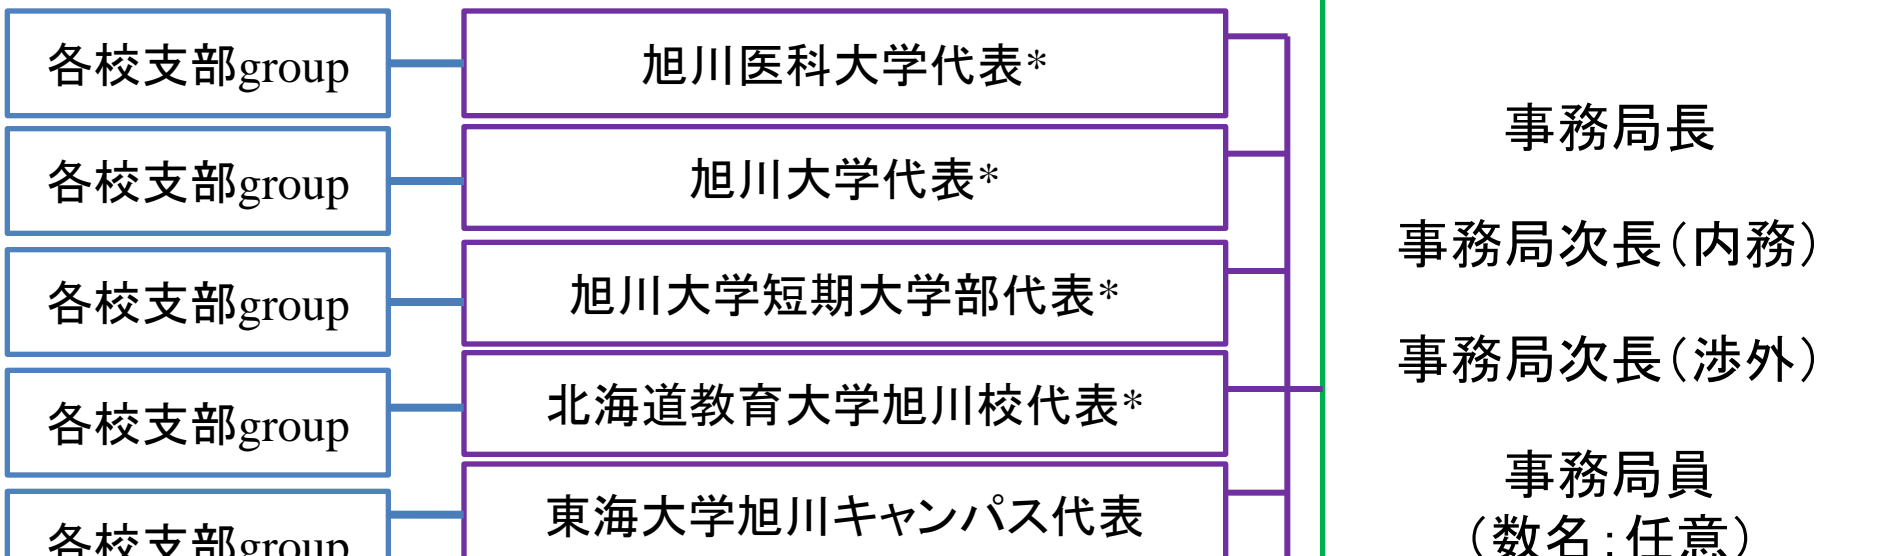 各校支部group
旭川医科大学代表*
各校支部group
旭川大学代表*
各校支部group
旭川大学短期大学部代表*
各校支部group
北海道教育大学旭川校代表*
各校支部group
東海大学旭川キャンパス代表
事務局長
事務局次長（内務）
事務局次長（渉外）
事務局員
（数名：任意）